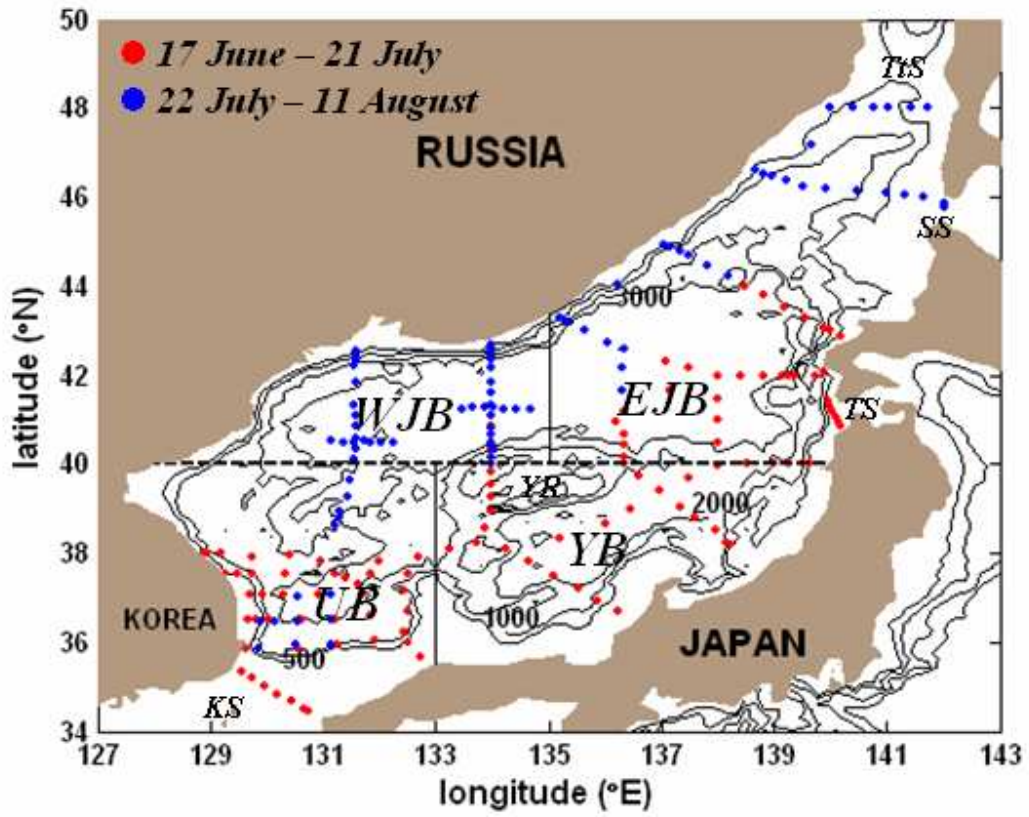 17 June – 21 July
22 July – 11 August
RUSSIA
TtS
SS
3000
WJB
EJB
TS
YR
2000
YB
UB
1000
KOREA
500
JAPAN
KS
50
48
46
44
42
40
38
36
34
latitude (°N)
127
129
131
133
135
137
139
141
143
longitude (°E)